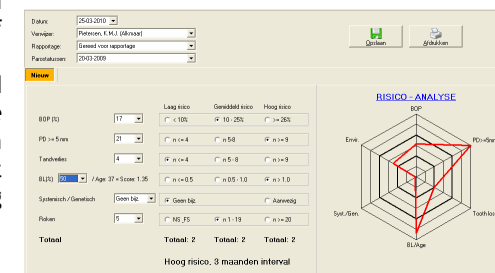 Datum: 25-03-2010
Verwijzer: Pietersen, K.M.J. (Alkmaar)
Rapportage: Gereed voor rapportage
Parostatussen: 20-03-2009
Opslaan Afdrukken
Nieuw
Laag risico Gemiddeld risico Hoog risico
BOP (%) 17 < 10% 10 - 25% >= 26%
PD >= 5 mm 21 n <= 4 n 5-8 n >= 9
Tandverlies 4 n <= 4 n 5 - 8 n >= 9
BL(%) 50 / Age: 37 = Score: 1.35 n <= 0.5 n 0.5 - 1.0 n > 1.0
Systemisch / Genetisch Geen bijz. Geen bijz. Aanwezig
Roken 5 NS_FS n 1 - 19 n >= 20
Totaal Totaal: 2 Totaal: 2 Totaal: 2
Hoog risico, 3 maanden interval
RISICO - ANALYSE
BOP
Envir. PD>=5mm
Syst./Gen. Tooth los
BL/Age